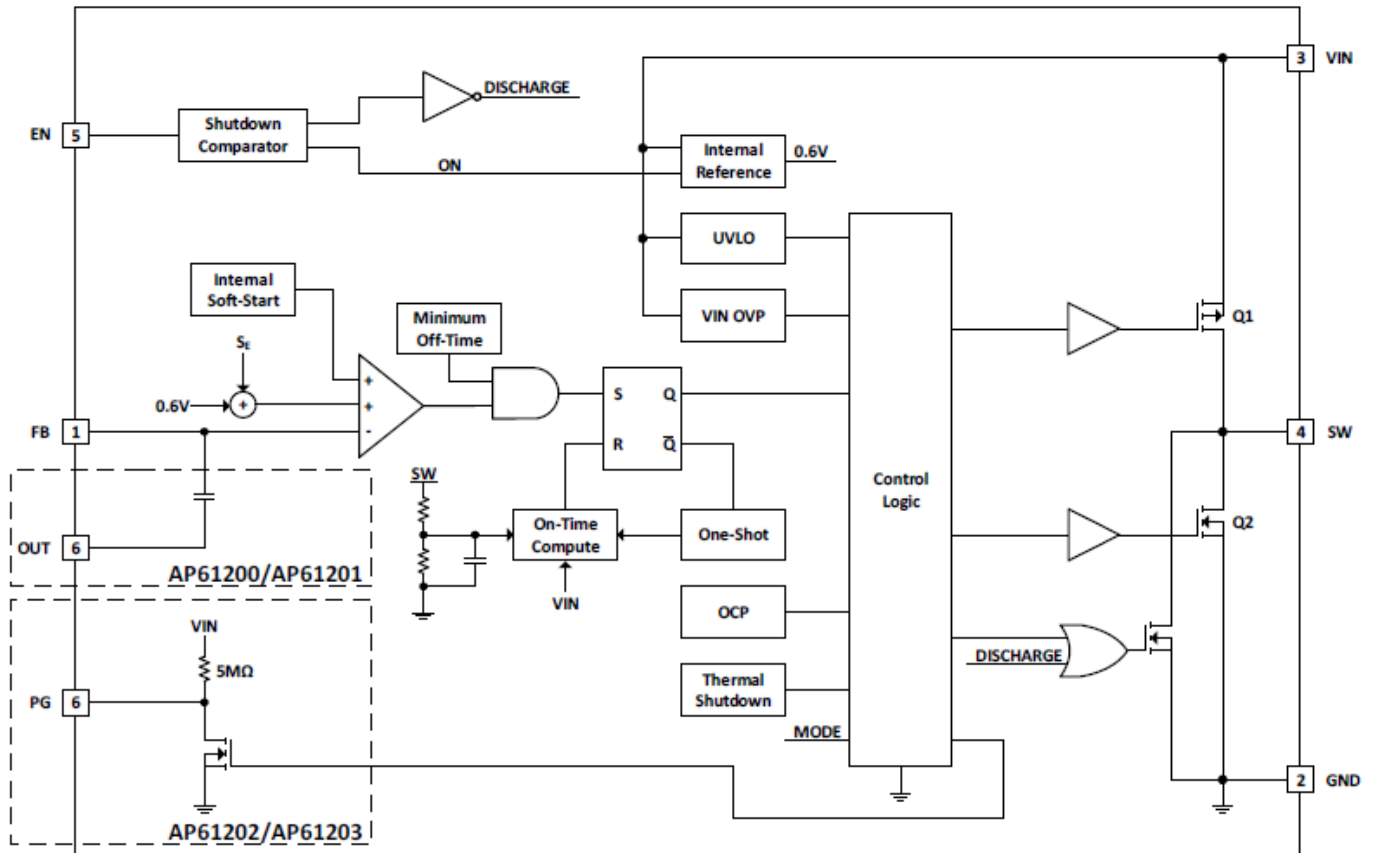 3 VIN
DISCHARGE
EN 5
Shutdown
Comparator
ON
Internal
Reference
0.6V
UVLO
Internal
Soft-Start
VIN OVP
Minimum
Off-Time
Q1
SE
+
0.6V
+
+
-
S Q
R Q̅
FB 1
4 SW
SW
Control
Logic
On-Time
Compute
One-Shot
Q2
OUT 6
AP61200/AP61201
VIN
OCP
VIN
5MΩ
DISCHARGE
Thermal
Shutdown
PG 6
MODE
2 GND
AP61202/AP61203